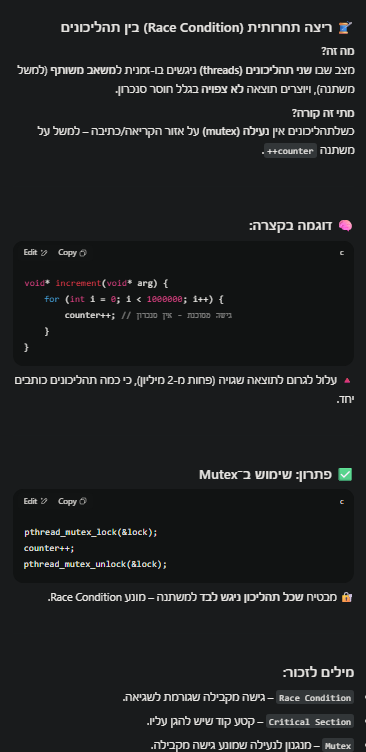 🧵 ריצה תחרותית (Race Condition) בין תהליכונים
מה זה?
מצב שבו שני תהליכונים (threads) ניגשים בו-זמנית למשאב משותף (למשל
משתנה), ויוצרים תוצאה לא צפויה בגלל חוסר סנכרון.
מתי זה קורה?
כשלתהליכונים אין נעילה (mutex) על אזור הקריאה/כתיבה – למשל על
משתנה counter++.
🧠 דוגמה בקצרה:
c Copy Edit
void* increment(void* arg) {
for (int i = 0; i < 1000000; i++) {
counter++; // גישה מסוכנת - אין סנכרון
}
}
🔺 עלול לגרום לתוצאה שגויה (פחות מ-2 מיליון), כי כמה תהליכונים כותבים
יחד.
✅ פתרון: שימוש ב־Mutex
c Copy Edit
pthread_mutex_lock(&lock);
counter++;
pthread_mutex_unlock(&lock);
🔐 מבטיח שכל תהליכון ניגש לבד למשתנה – מונע Race Condition.
מילים לזכור:
Race Condition – גישה מקבילה שגורמת לשגיאה.
Critical Section – קטע קוד שיש להגן עליו.
Mutex – מנגנון לנעילה שמונע גישה מקבילה.